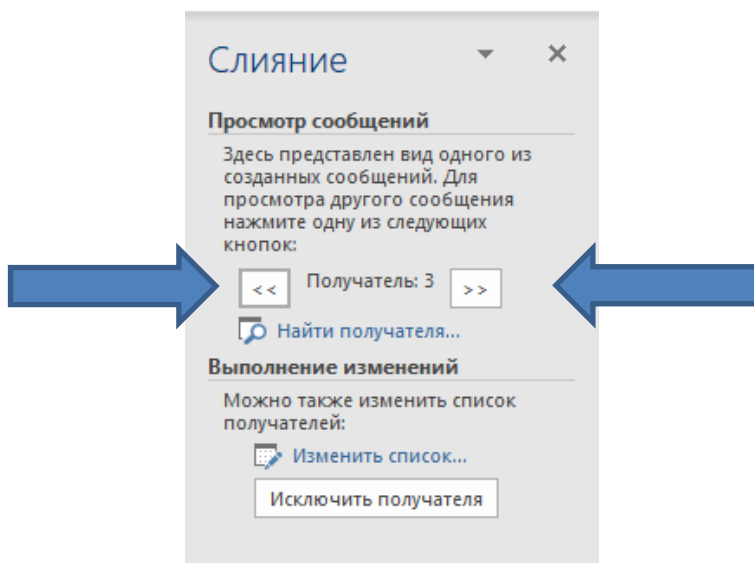 Слияние
Просмотр сообщений
Здесь представлен вид одного из
созданных сообщений. Для
просмотра другого сообщения
нажмите одну из следующих
кнопок:
<< Получатель: 3 >>
Найти получателя...
Выполнение изменений
Можно также изменить список
получателей:
Изменить список...
Исключить получателя